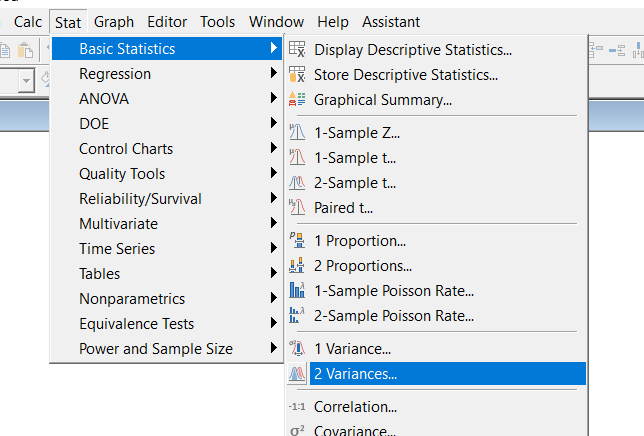 Calc Stat Graph Editor Tools Window Help Assistant
Basic Statistics
Regression
ANOVA
DOE
Control Charts
Quality Tools
Reliability/Survival
Multivariate
Time Series
Tables
Nonparametrics
Equivalence Tests
Power and Sample Size
Display Descriptive Statistics...
Store Descriptive Statistics...
Graphical Summary...
1-Sample Z...
1-Sample t...
2-Sample t...
Paired t...
1 Proportion...
2 Proportions...
1-Sample Poisson Rate...
2-Sample Poisson Rate...
1 Variance...
2 Variances...
-1:1 Correlation...
σ² Covariance...